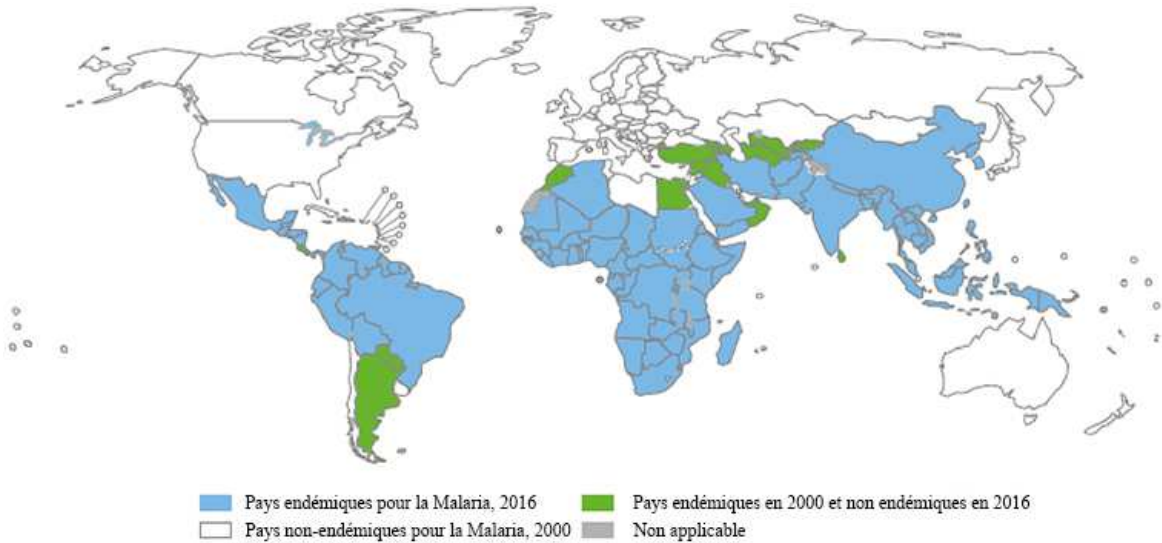 Pays endémiques pour la Malaria, 2016
Pays endémiques en 2000 et non endémiques en 2016
Pays non-endémiques pour la Malaria, 2000
Non applicable